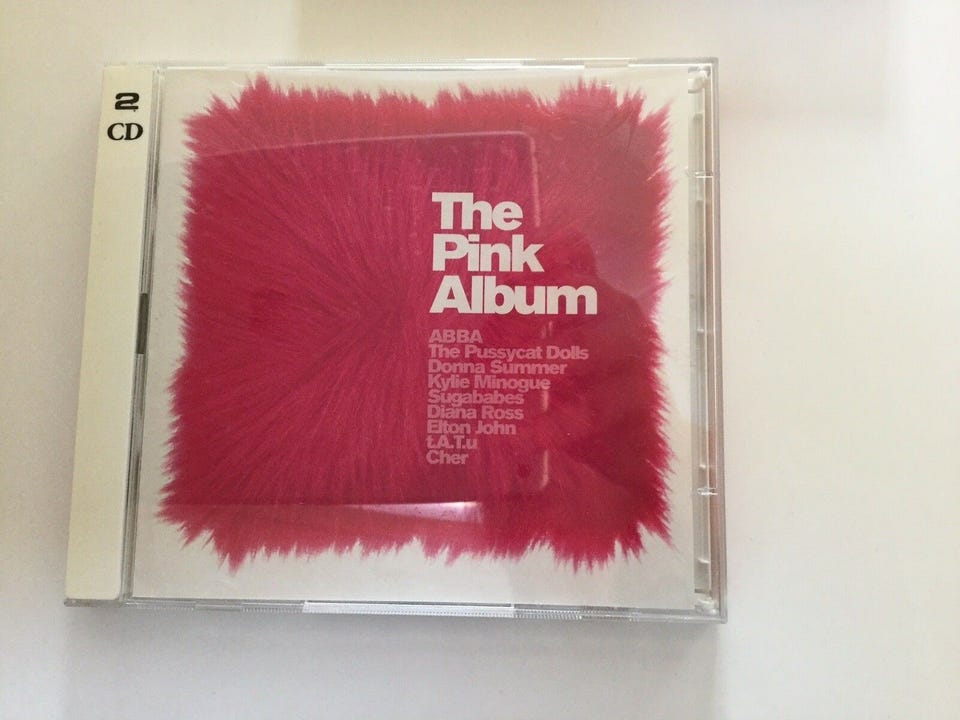 2
CD
The
Pink
Album
ABBA
The Pussycat Dolls
Donna Summer
Kylie Minogue
Sugababes
Diana Ross
Elton John
t.A.T.u
Cher